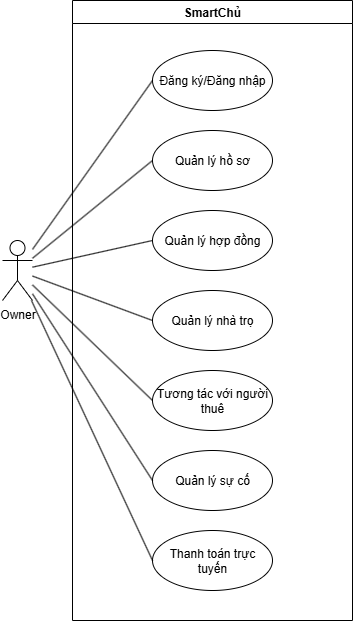 SmartChủ
Đăng ký/Đăng nhập
Quản lý hồ sơ
Quản lý hợp đồng
Owner
Quản lý nhà trọ
Tương tác với người
thuê
Quản lý sự cố
Thanh toán trực
tuyến